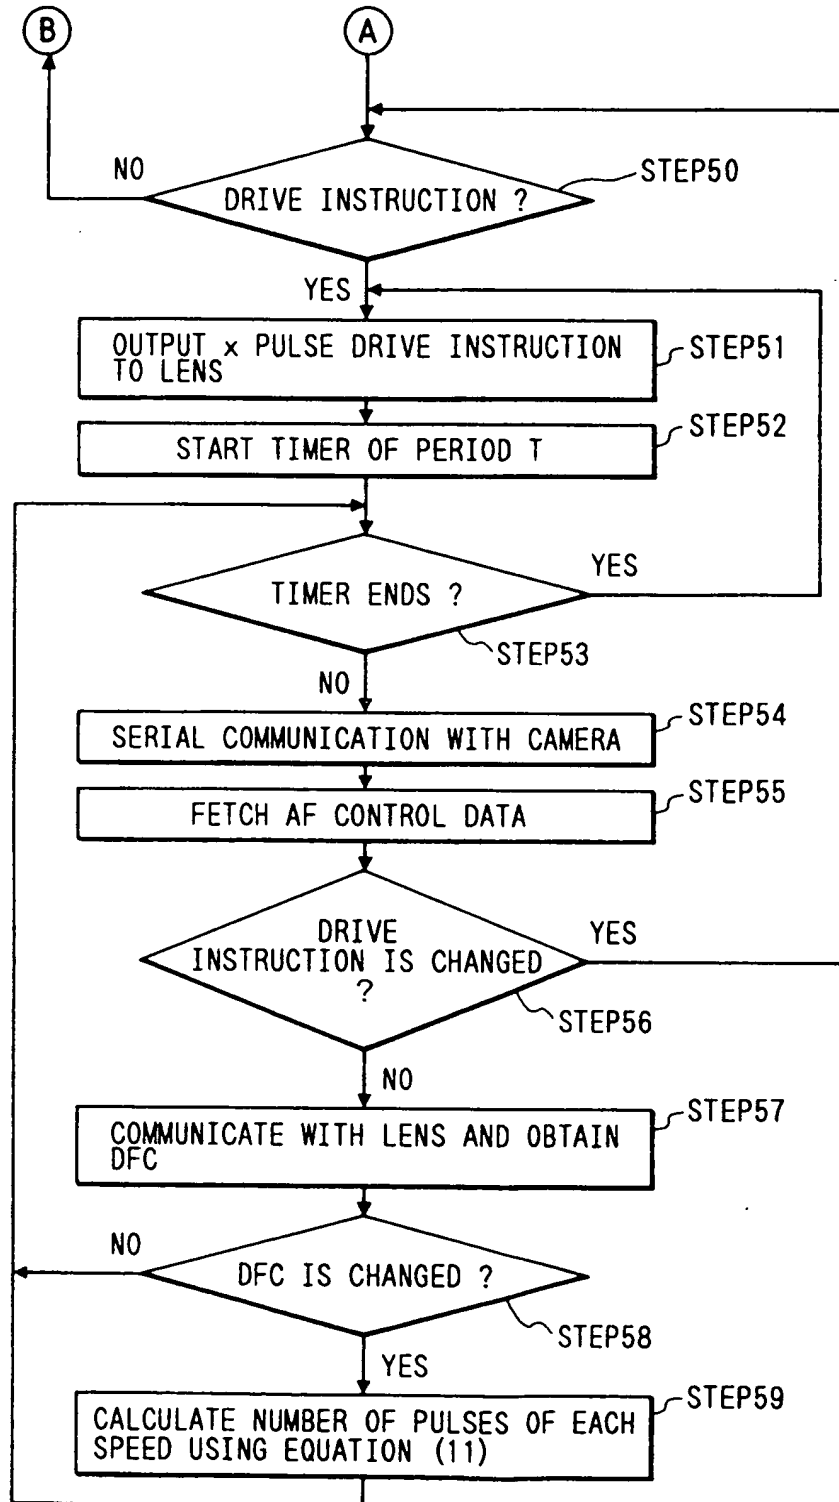 B
A
NO
DRIVE INSTRUCTION ?
STEP50
YES
OUTPUT x PULSE DRIVE INSTRUCTION
TO LENS
STEP51
START TIMER OF PERIOD T
STEP52
TIMER ENDS ?
YES
STEP53
NO
SERIAL COMMUNICATION WITH CAMERA
STEP54
FETCH AF CONTROL DATA
STEP55
DRIVE
INSTRUCTION IS CHANGED
?
YES
STEP56
NO
COMMUNICATE WITH LENS AND OBTAIN
DFC
STEP57
NO
DFC IS CHANGED ?
STEP58
YES
CALCULATE NUMBER OF PULSES OF EACH
SPEED USING EQUATION (11)
STEP59